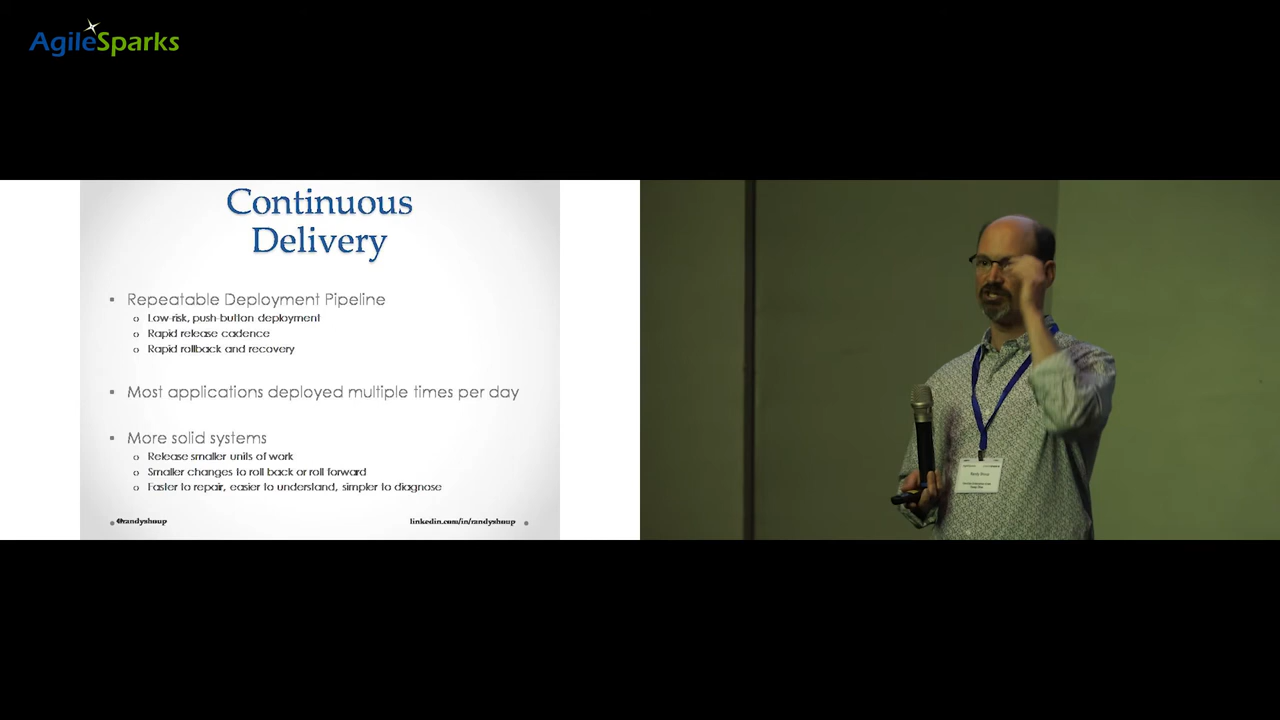 AgileSparks
Continuous
Delivery
Repeatable Deployment Pipeline
Low-risk, push-button deployment
Rapid release cadence
Rapid rollback and recovery
Most applications deployed multiple times per day
More solid systems
Release smaller units of work
Smaller changes to roll back or roll forward
Faster to repair, easier to understand, simpler to diagnose
@randyshoup
linkedin.com/in/randyshoup
Randy Shoup